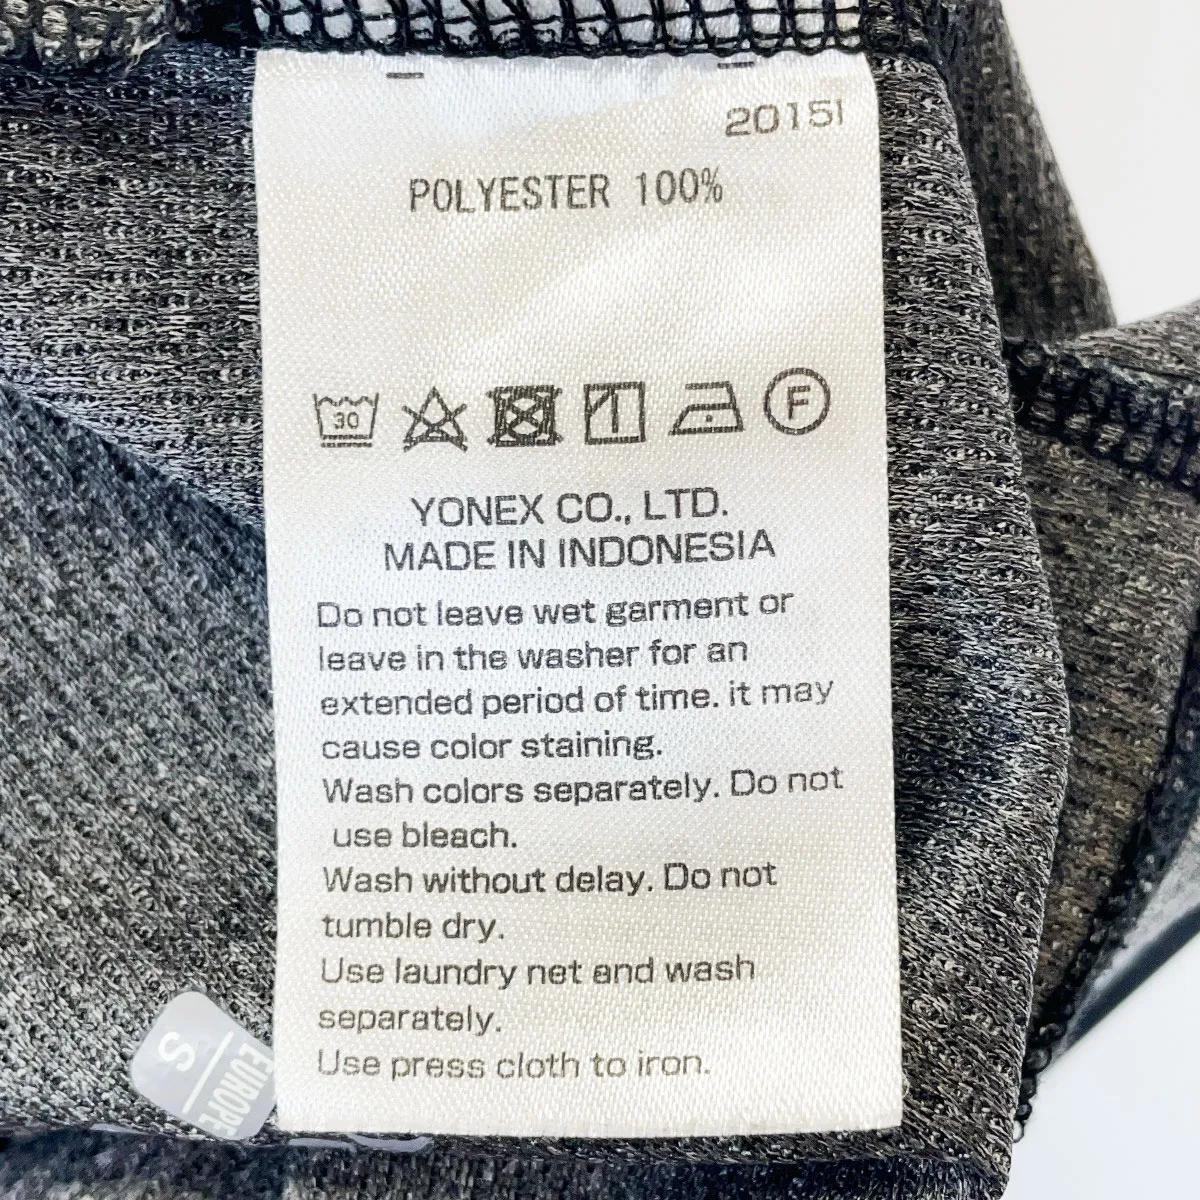 2015I
POLYESTER 100%
30
F
YONEX CO., LTD.
MADE IN INDONESIA
Do not leave wet garment or
leave in the washer for an
extended period of time. it may
cause color staining.
Wash colors separately. Do not
use bleach.
Wash without delay. Do not
tumble dry.
Use laundry net and wash
separately.
Use press cloth to iron.
EUROPE
S